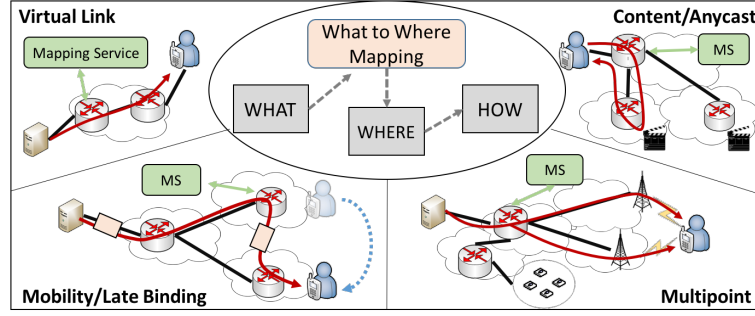 Virtual Link
Mapping Service
What to Where
Mapping
WHAT
WHERE
HOW
Content/Anycast
MS
MS
Mobility/Late Binding
MS
Multipoint